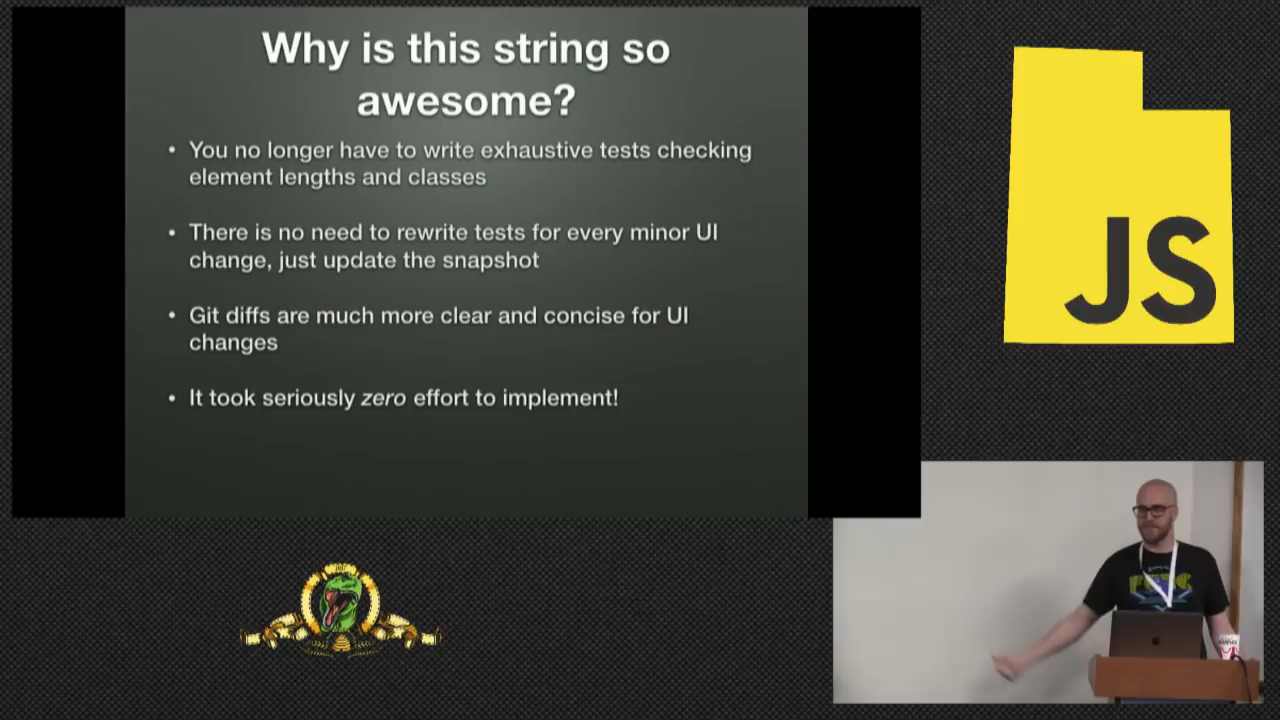 Why is this string so
awesome?
• You no longer have to write exhaustive tests checking
element lengths and classes
• There is no need to rewrite tests for every minor UI
change, just update the snapshot
• Git diffs are much more clear and concise for UI
changes
• It took seriously zero effort to implement!
JS